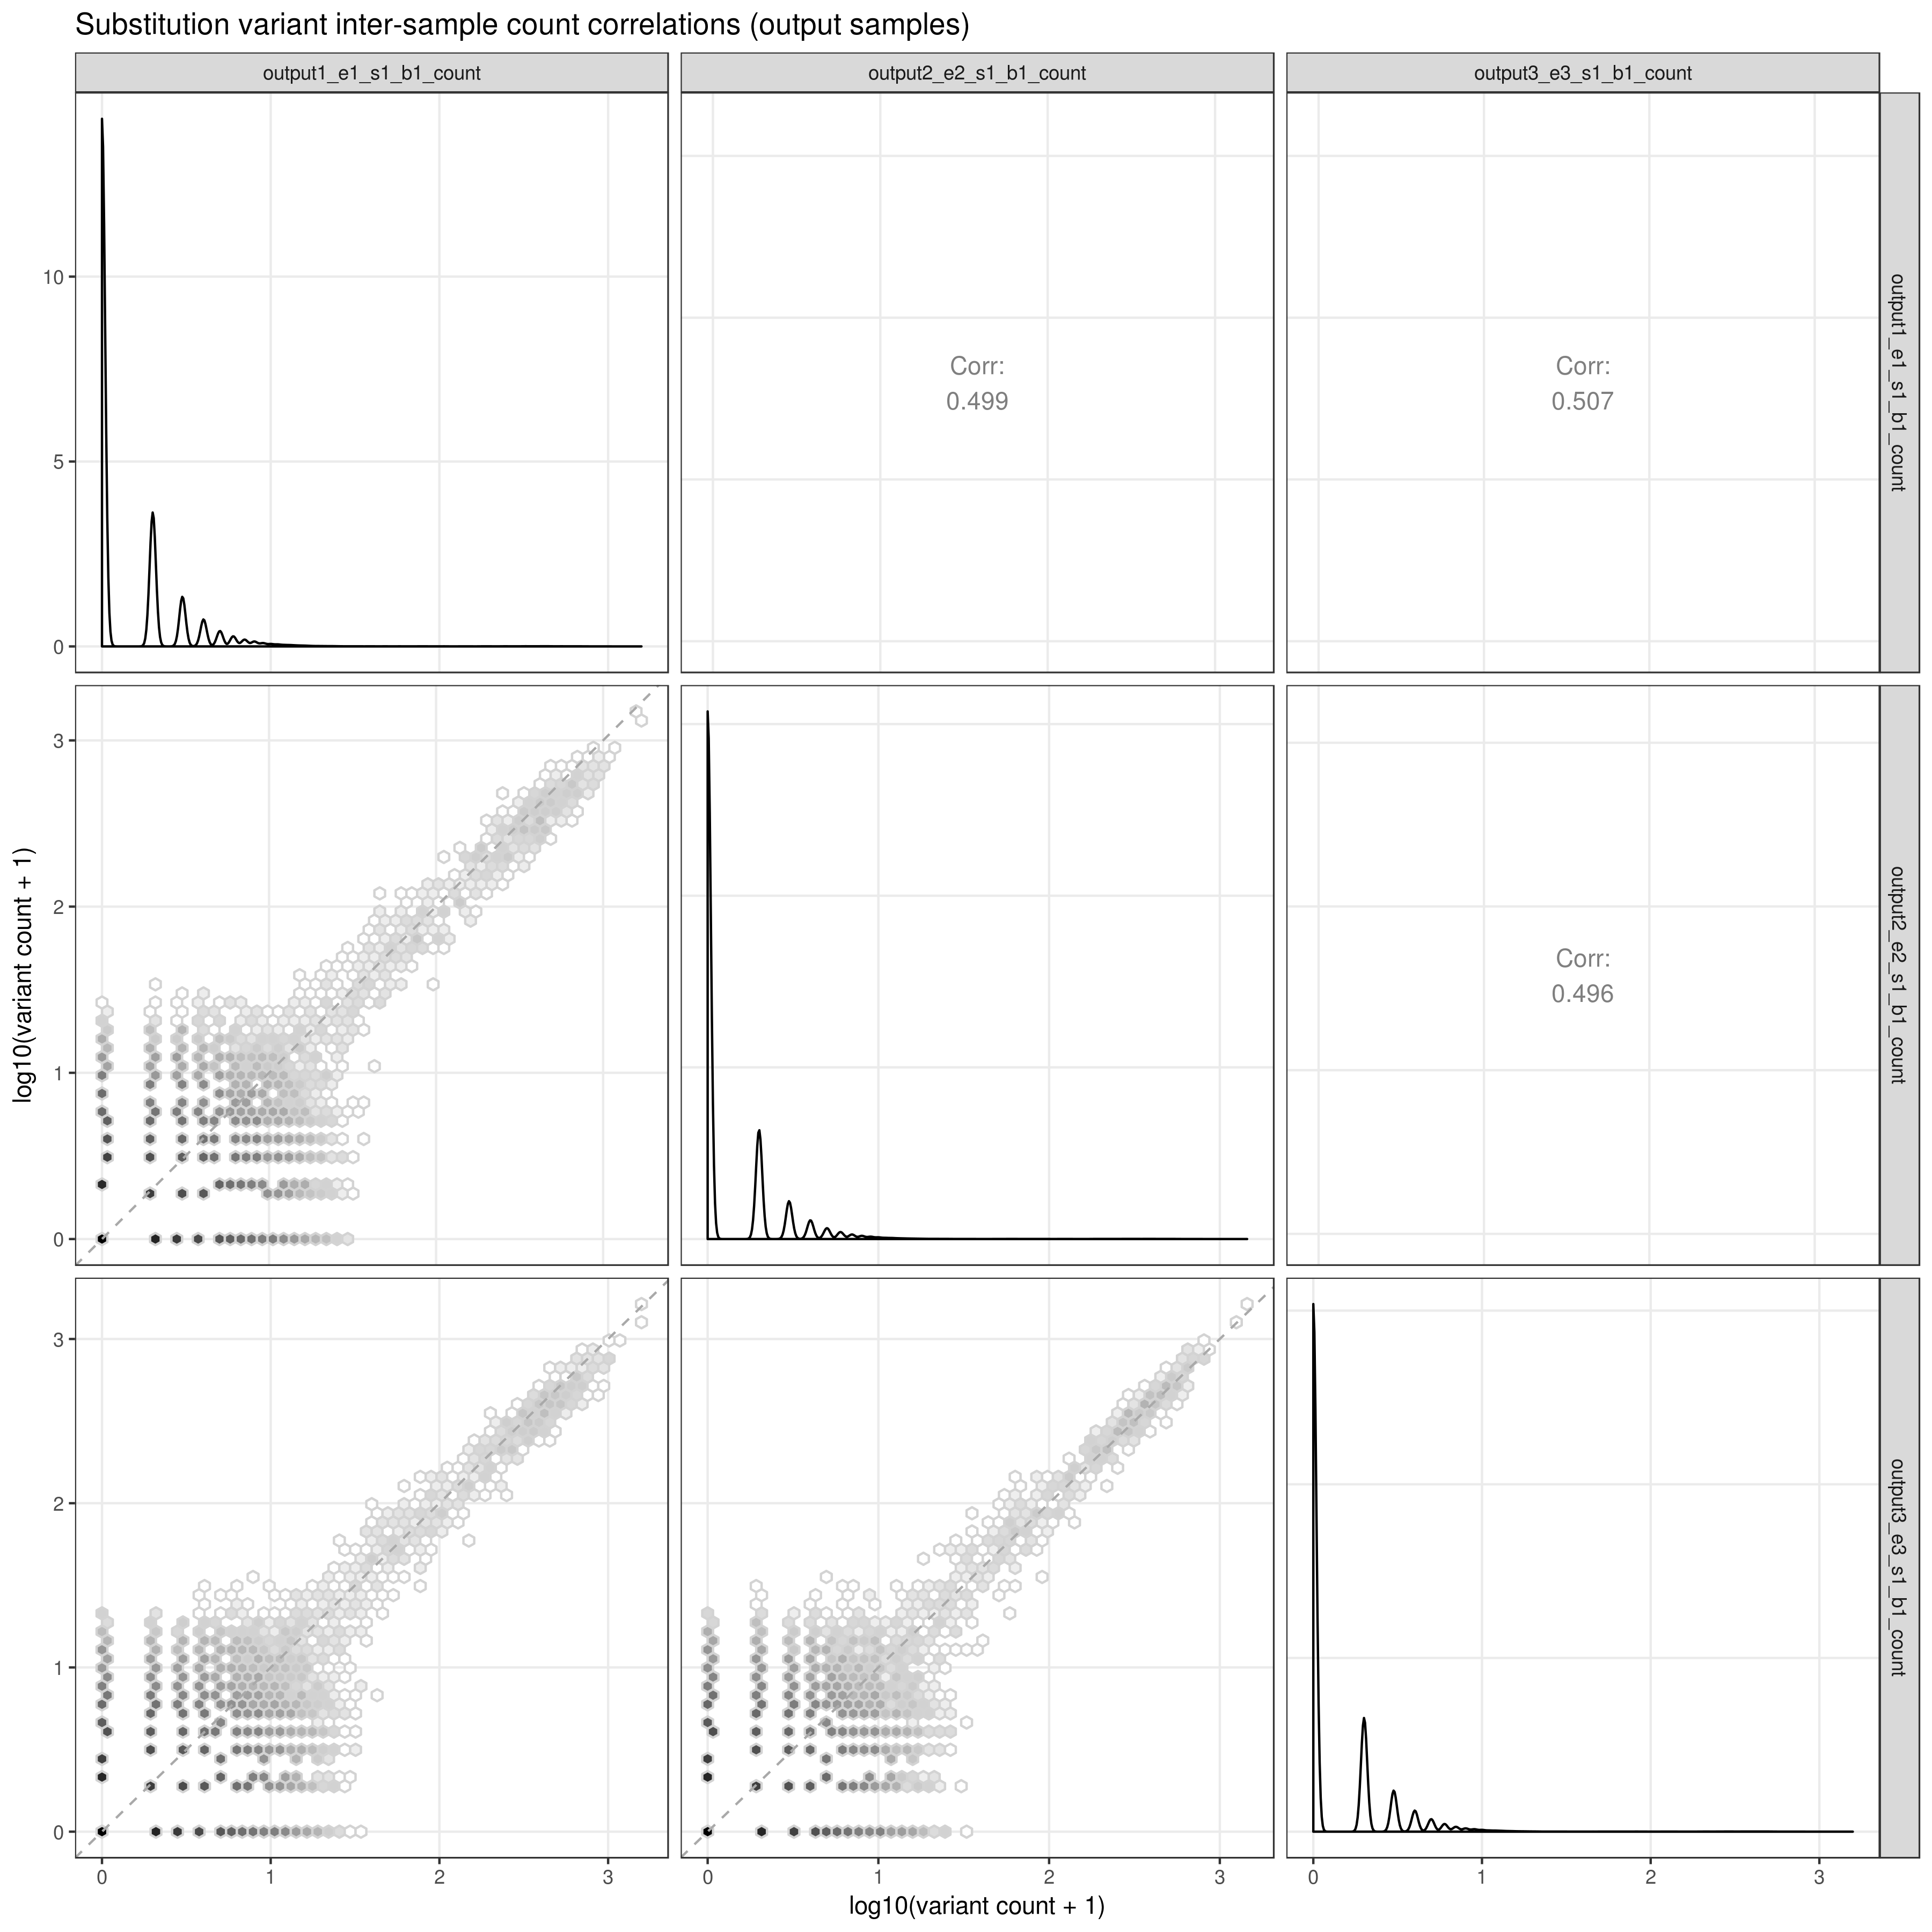 Substitution variant inter-sample count correlations (output samples)
output1_e1_s1_b1_count
output2_e2_s1_b1_count
output3_e3_s1_b1_count
10
5
0
Corr:
0.499
Corr:
0.507
output1_e1_s1_b1_count
log10(variant count + 1)
3
2
1
0
Corr:
0.496
output2_e2_s1_b1_count
3
2
1
0
output3_e3_s1_b1_count
0
1
2
3
0
1
2
3
0
1
2
3
log10(variant count + 1)